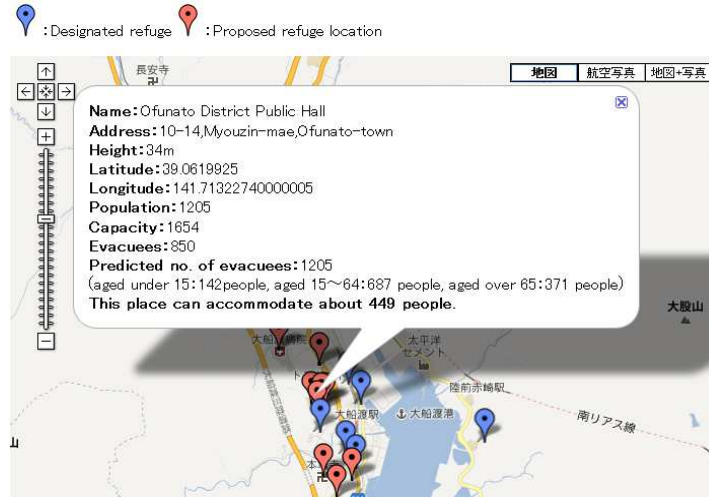 :Designated refuge :Proposed refuge location
長安寺
地図 航空写真 地図+写真
Name:Ofunato District Public Hall
Address:10-14,Myouzin-mae,Ofunato-town
Height:34m
Latitude:39.0619925
Longitude:141.71322740000005
Population:1205
Capacity:1654
Evacuees:850
Predicted no. of evacuees:1205
(aged under 15:142people, aged 15~64:687 people, aged over 65:371 people)
This place can accommodate about 449 people.
大股山
太平洋
セメント
陸前赤崎駅
大船渡駅
大船渡港
南リアス線
山